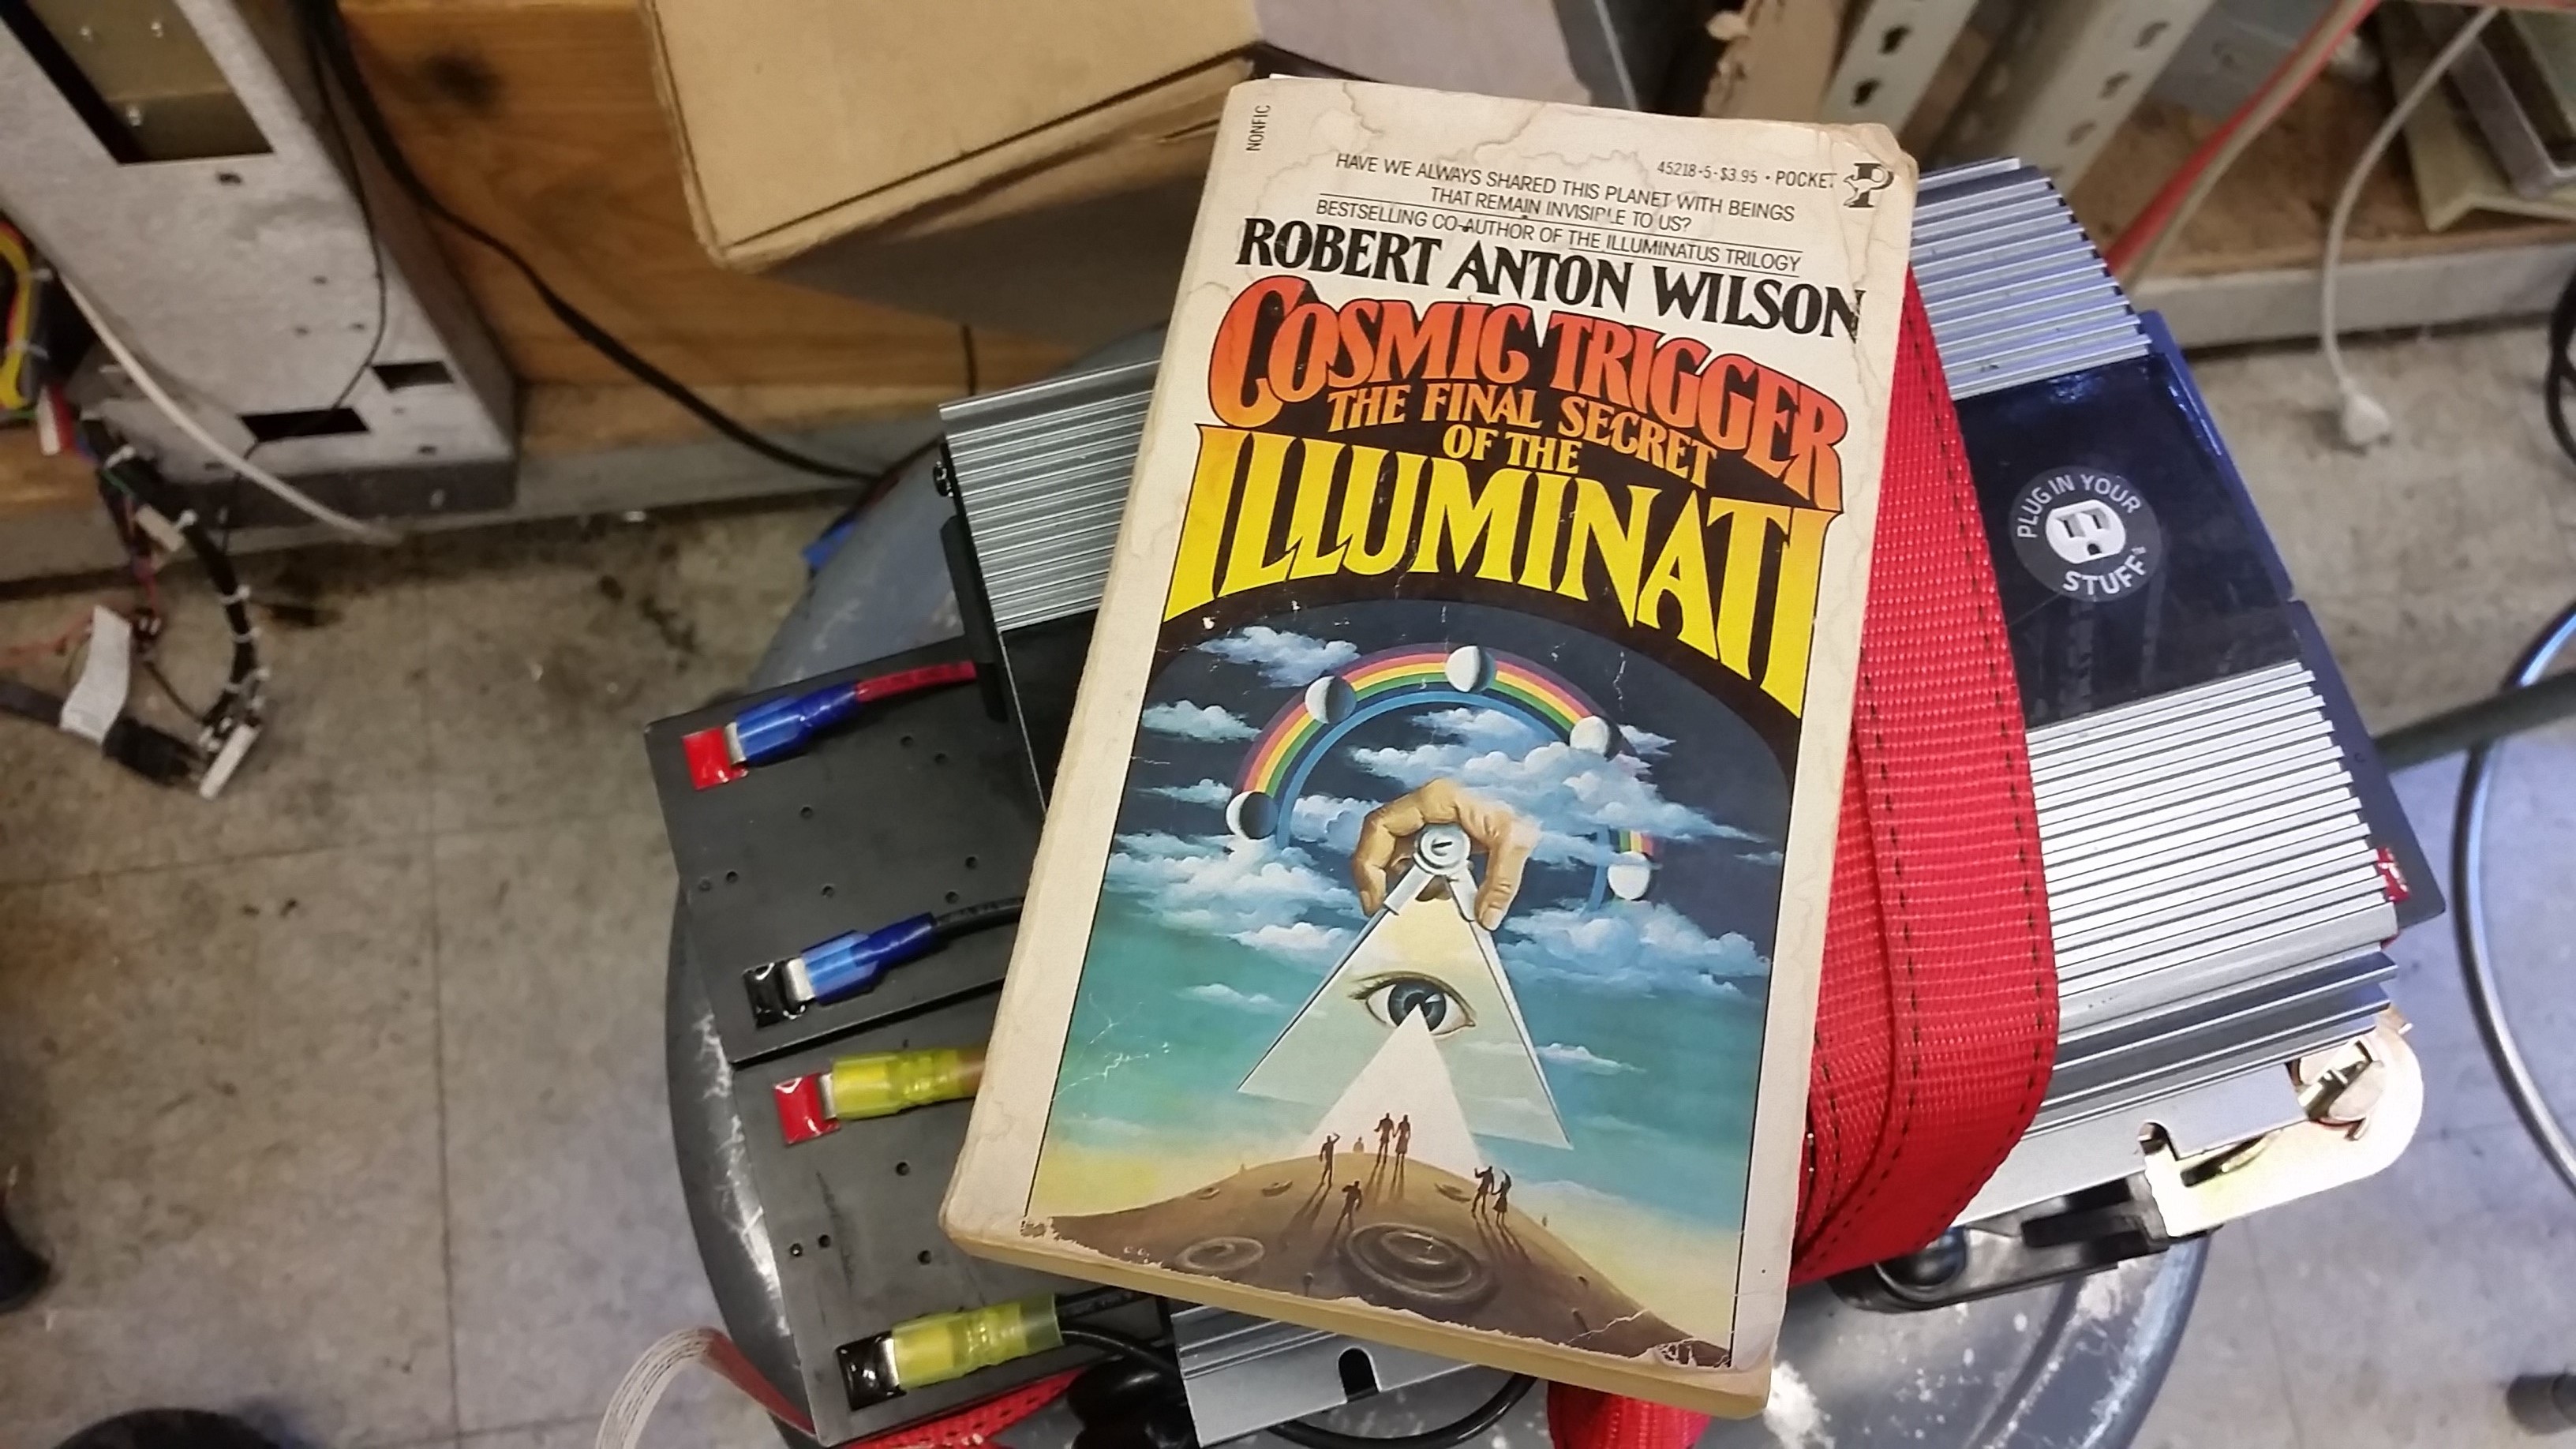 NONFIC
45218-5-$3.95 • POCKET
HAVE WE ALWAYS SHARED THIS PLANET WITH BEINGS
THAT REMAIN INVISIBLE TO US?
BESTSELLING CO-AUTHOR OF THE ILLUMINATUS TRILOGY
ROBERT ANTON WILSON
COSMIC TRIGGER
THE FINAL SECRET
OF THE
ILLUMINATI
PLUG IN YOUR
STUFF™